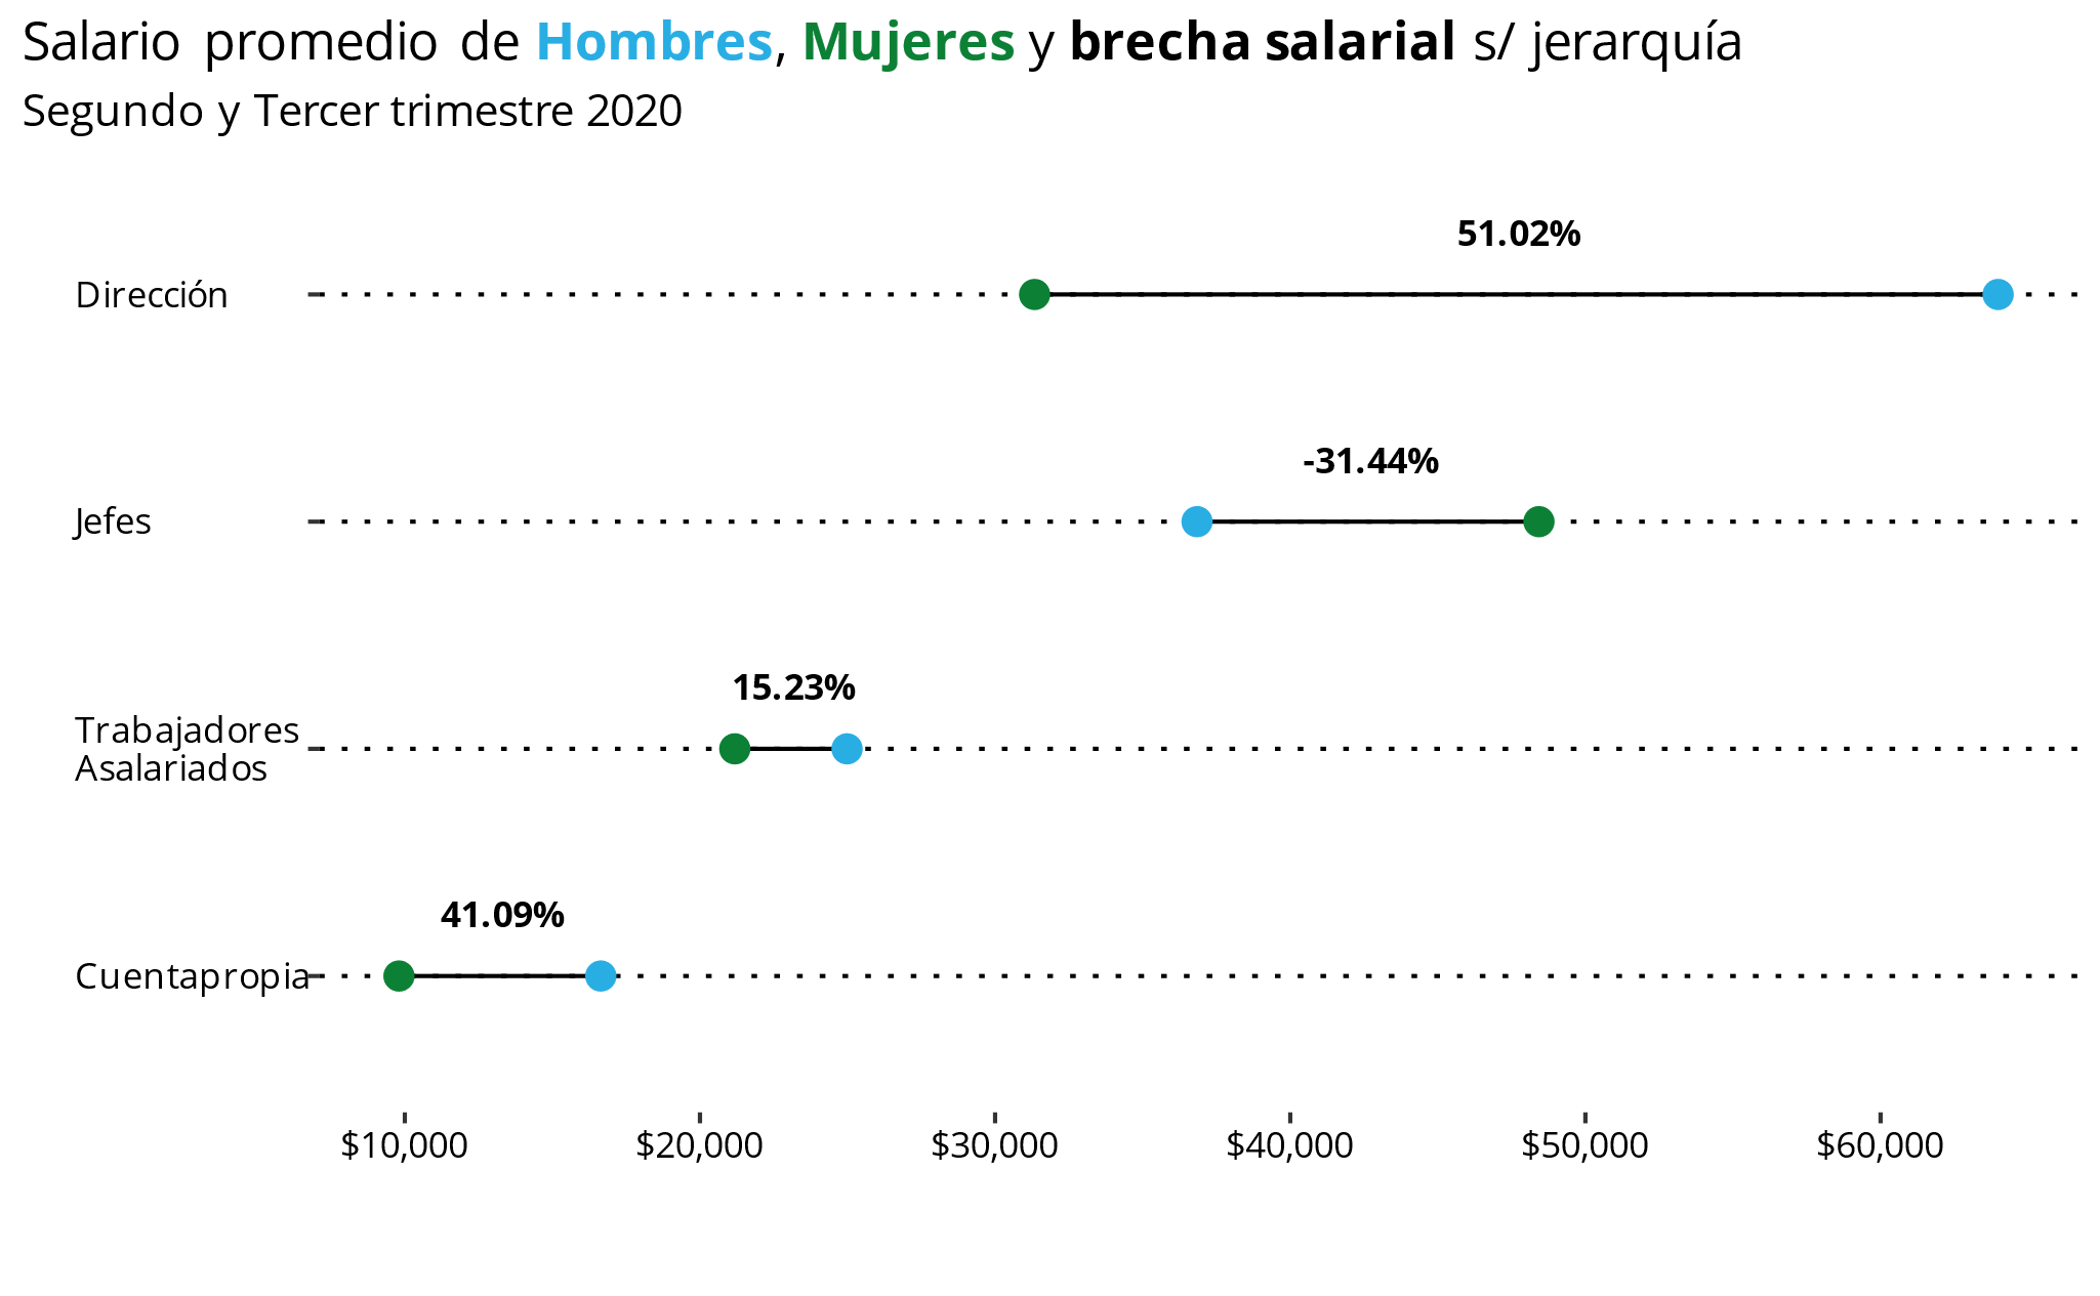 Salario promedio de Hombres, Mujeres y brecha salarial s/ jerarquía
Segundo y Tercer trimestre 2020
51.02%
Dirección
-31.44%
Jefes
15.23%
Trabajadores
Asalariados
41.09%
Cuentapropia
$10,000 $20,000 $30,000 $40,000 $50,000 $60,000